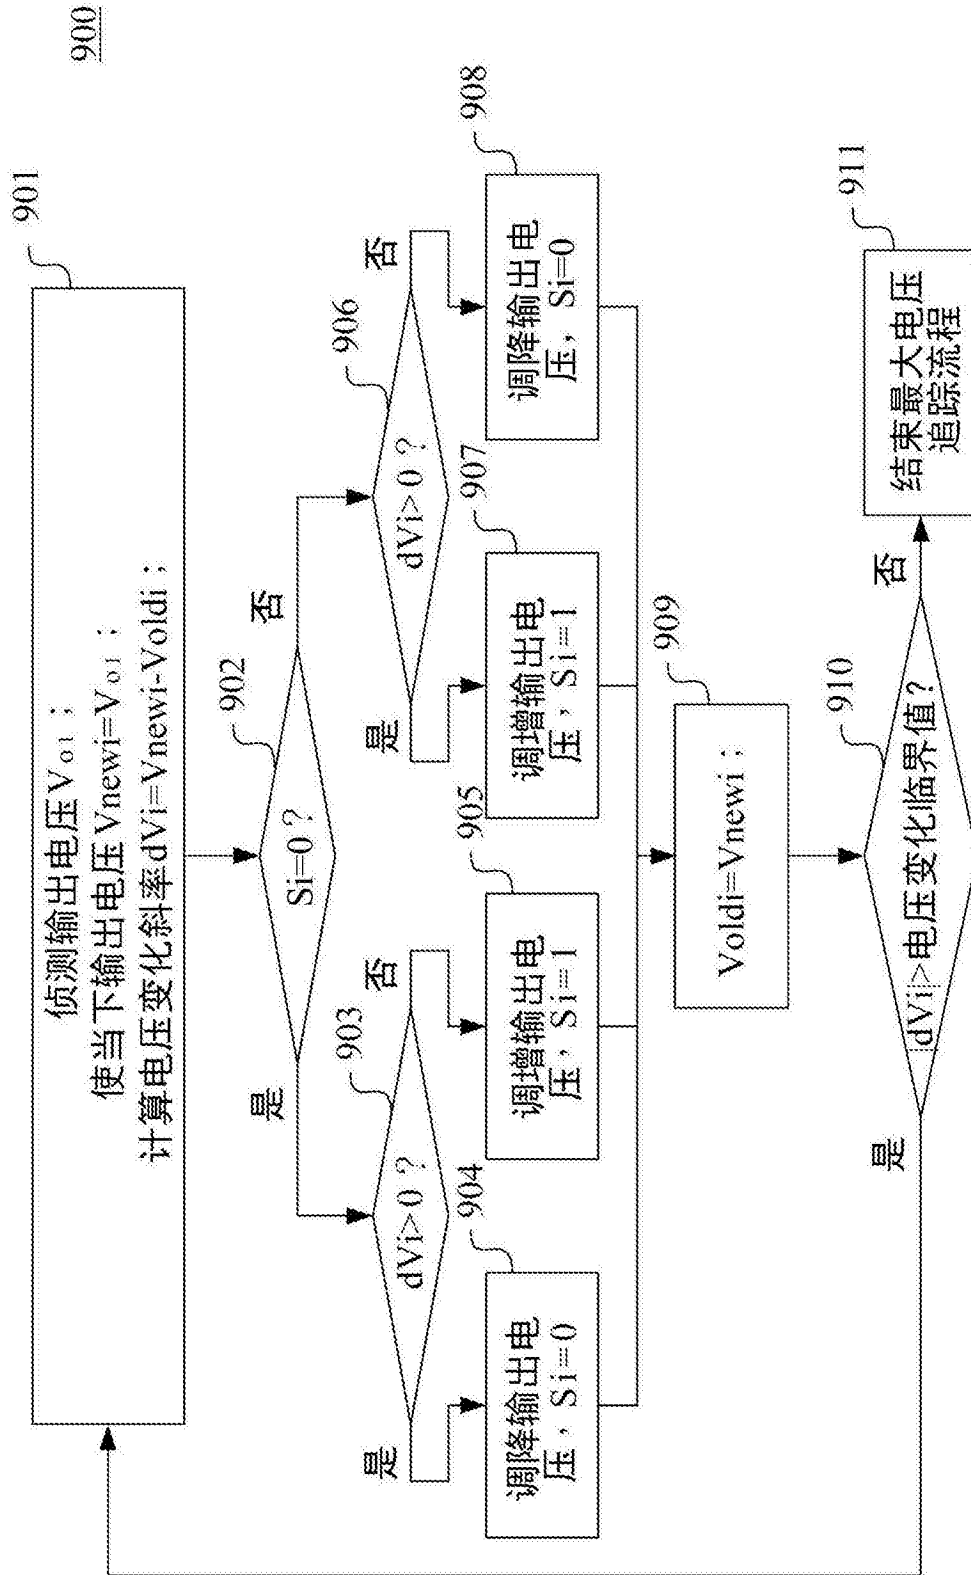 900
901
侦测输出电压Vo1；
使当下输出电压Vnewi=Vo1；
计算电压变化斜率dVi=Vnewi-Voldi；
902
Si=0？
是
否
903
dVi>0？
是
否
906
dVi>0？
是
否
904
调降输出电
压，Si=0
905
调增输出电
压，Si=1
907
调增输出电
压，Si=1
908
调降输出电
压，Si=0
909
Voldi=Vnewi；
910
|dVi|>电压变化临界值？
是
否
911
结束最大电压
追踪流程